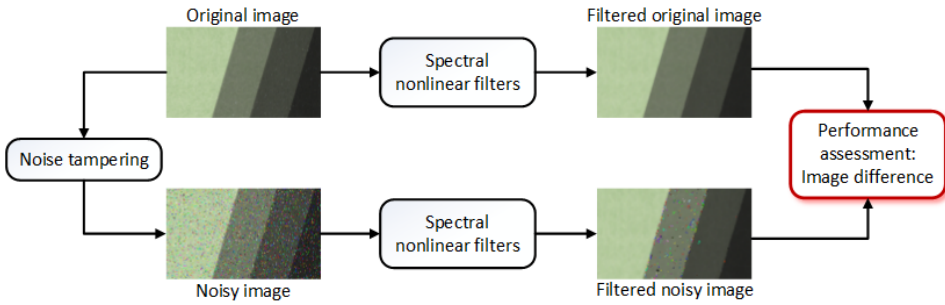 Original image
Filtered original image
Spectral
nonlinear filters
Performance
assessment:
Image difference
Noise tampering
Spectral
nonlinear filters
Noisy image
Filtered noisy image